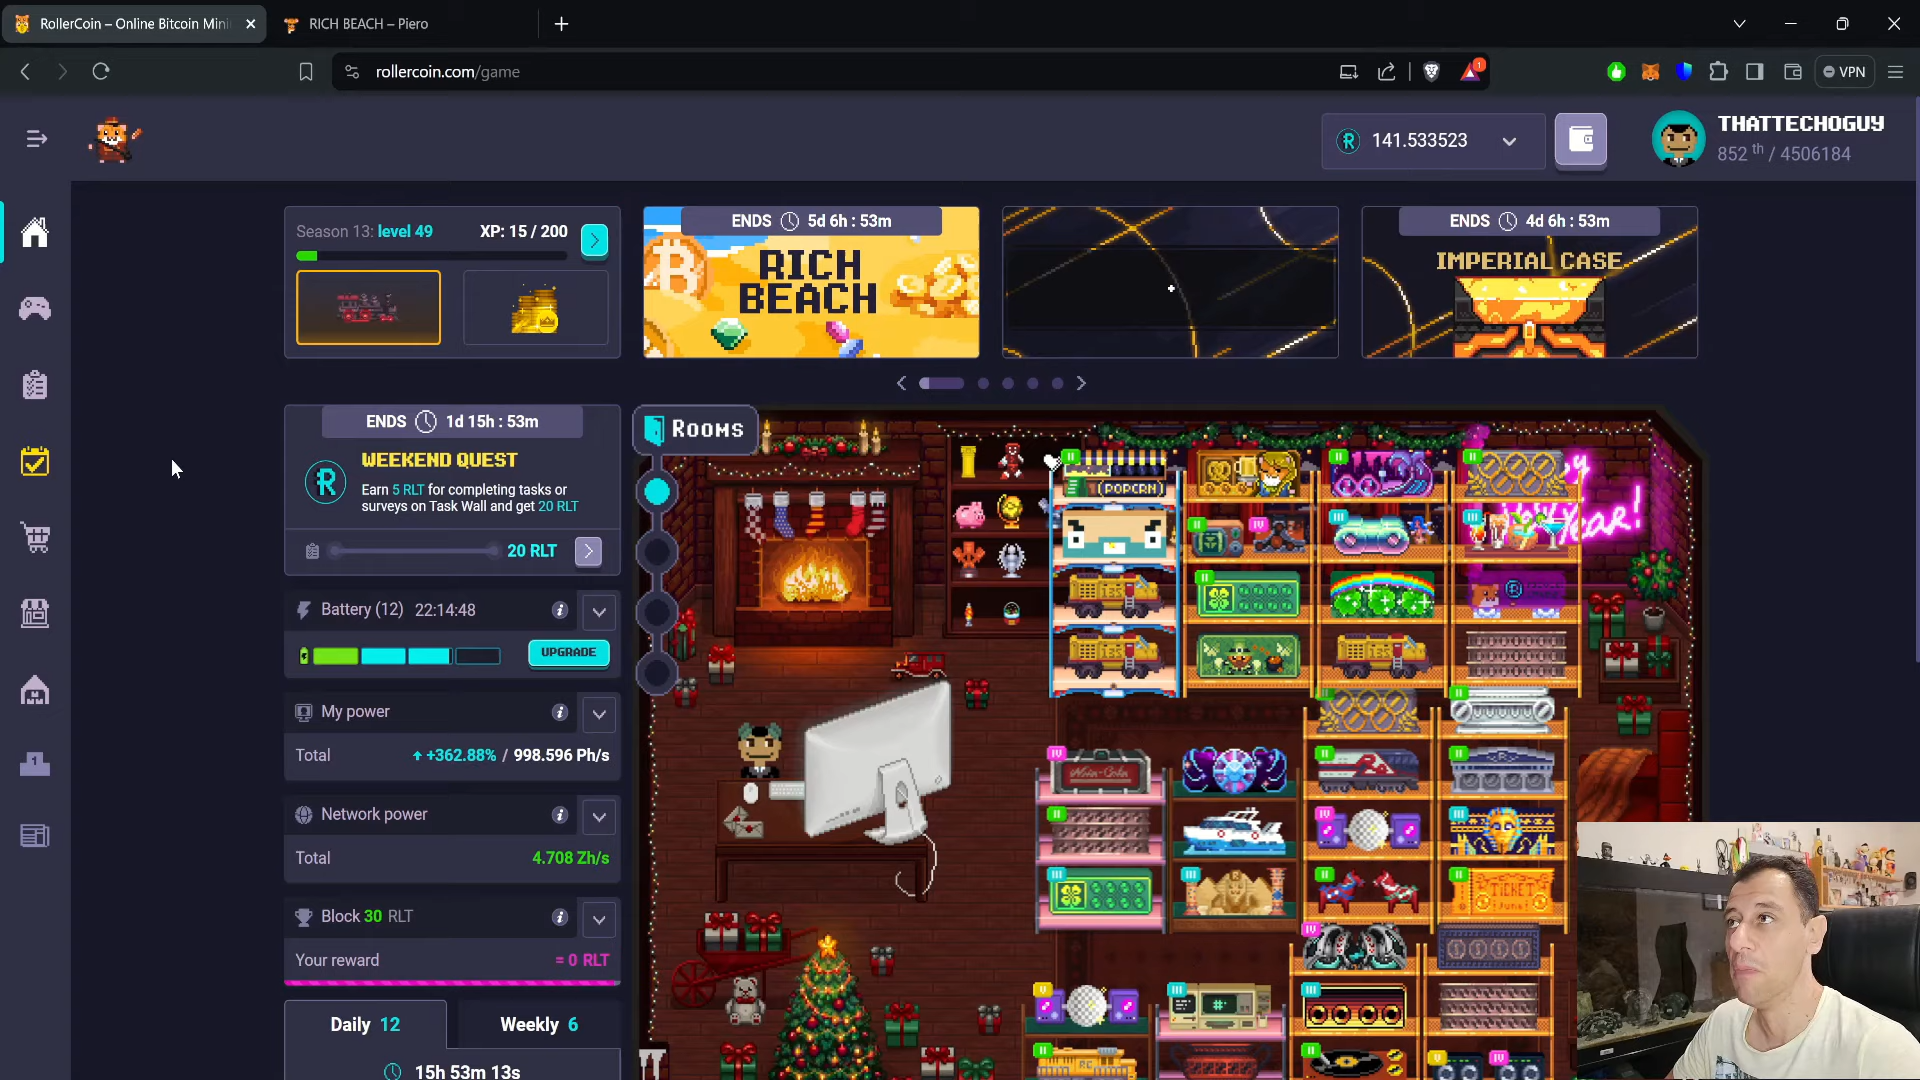 RollerCoin – Online Bitcoin Mini
RICH BEACH – Piero
rollercoin.com/game
1
VPN
141.533523
THATTECHOGUY
852 th / 4506184
Season 13: level 49
XP: 15 / 200
ENDS 5d 6h : 53m
RICH
BEACH
ENDS 4d 6h : 53m
IMPERIAL CASE
ENDS 1d 15h : 53m
WEEKEND QUEST
Earn 5 RLT for completing tasks or
surveys on Task Wall and get 20 RLT
20 RLT
ROOMS
POPCRN
Year!
Battery (12) 22:14:48
UPGRADE
My power
Total +362.88% / 998.596 Ph/s
Network power
Total 4.708 Zh/s
Block 30 RLT
Your reward = 0 RLT
Daily 12
Weekly 6
15h 53m 13s
TICKET